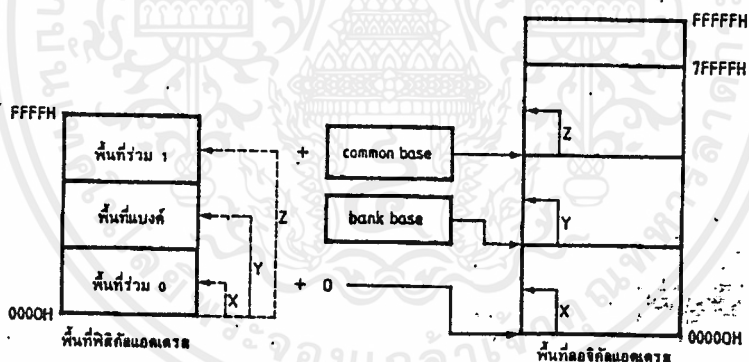 FFFFFH
7FFFFH
FFFFH
พื้นที่ร่วม 1
พื้นที่แบงค์
พื้นที่ร่วม 0
0000H
X
Y
Z
+
common base
bank base
+ 0
Z
Y
X
00000H
พื้นที่ฟิสิกัลแอดเดรส
พื้นที่ลอจิกัลแอดเดรส